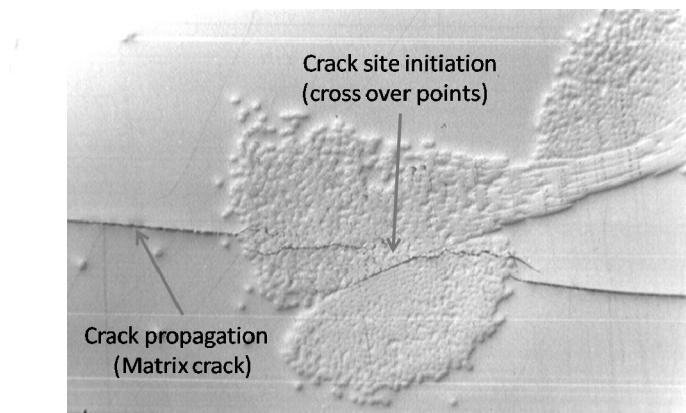 Crack site initiation
(cross over points)
Crack propagation
(Matrix crack)